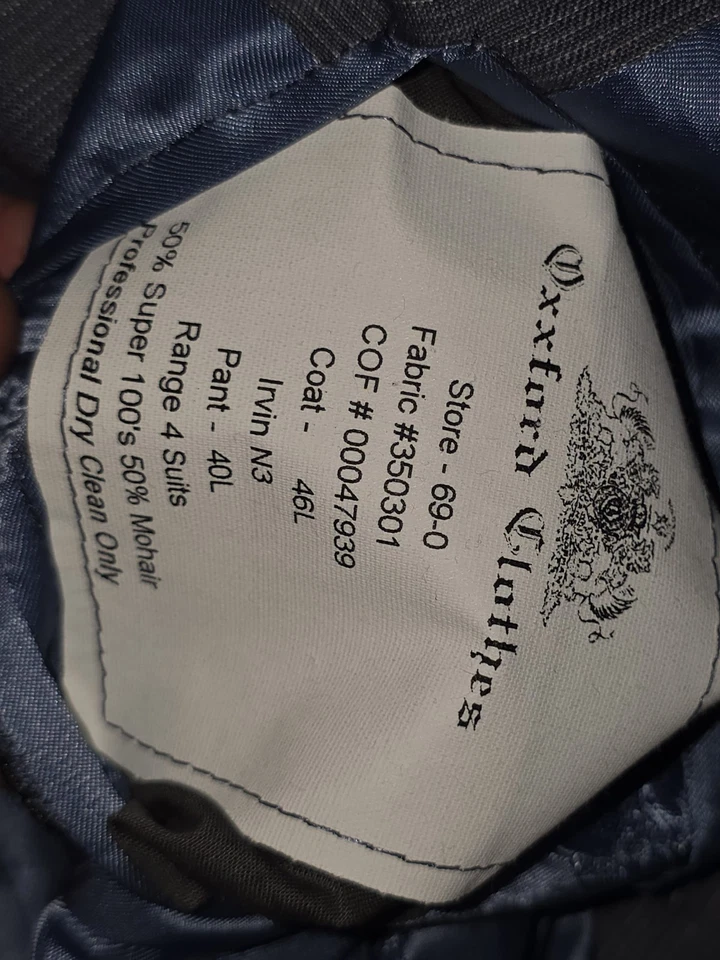 Oxxford Clothes
Store - 69-0
Fabric #350301
COF # 00047939
Coat - 46L
Irvin N3
Pant - 40L
Range 4 Suits
50% Super 100's 50% Mohair
Professional Dry Clean Only